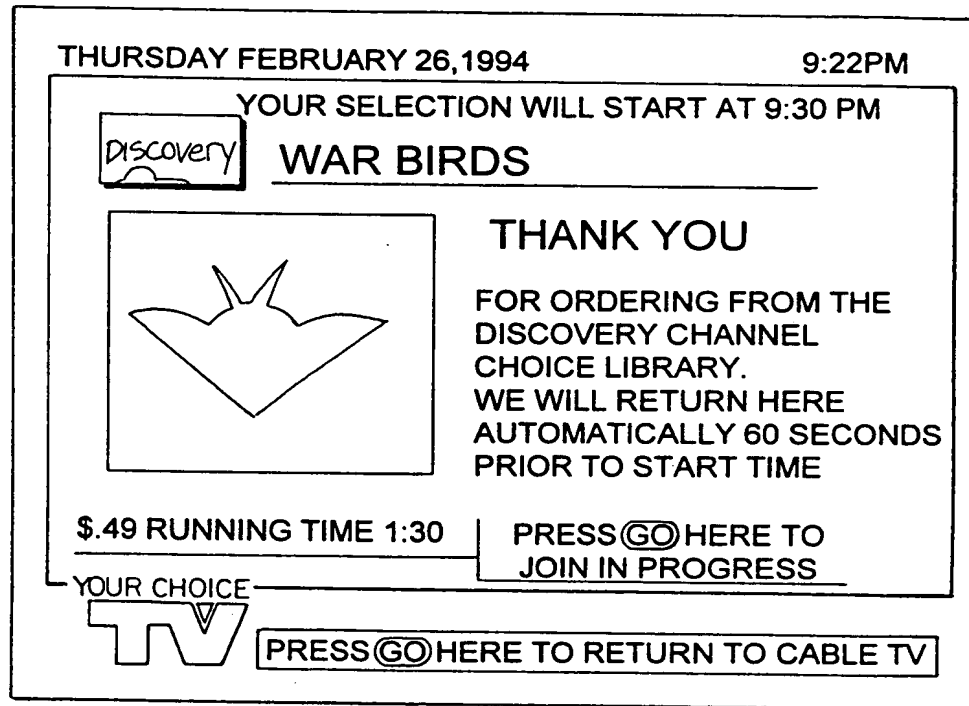 THURSDAY FEBRUARY 26,1994 9:22PM
YOUR SELECTION WILL START AT 9:30 PM
DISCOVERY
WAR BIRDS
THANK YOU
FOR ORDERING FROM THE
DISCOVERY CHANNEL
CHOICE LIBRARY.
WE WILL RETURN HERE
AUTOMATICALLY 60 SECONDS
PRIOR TO START TIME
$.49 RUNNING TIME 1:30
PRESS GO HERE TO
JOIN IN PROGRESS
YOUR CHOICE
TV
PRESS GO HERE TO RETURN TO CABLE TV